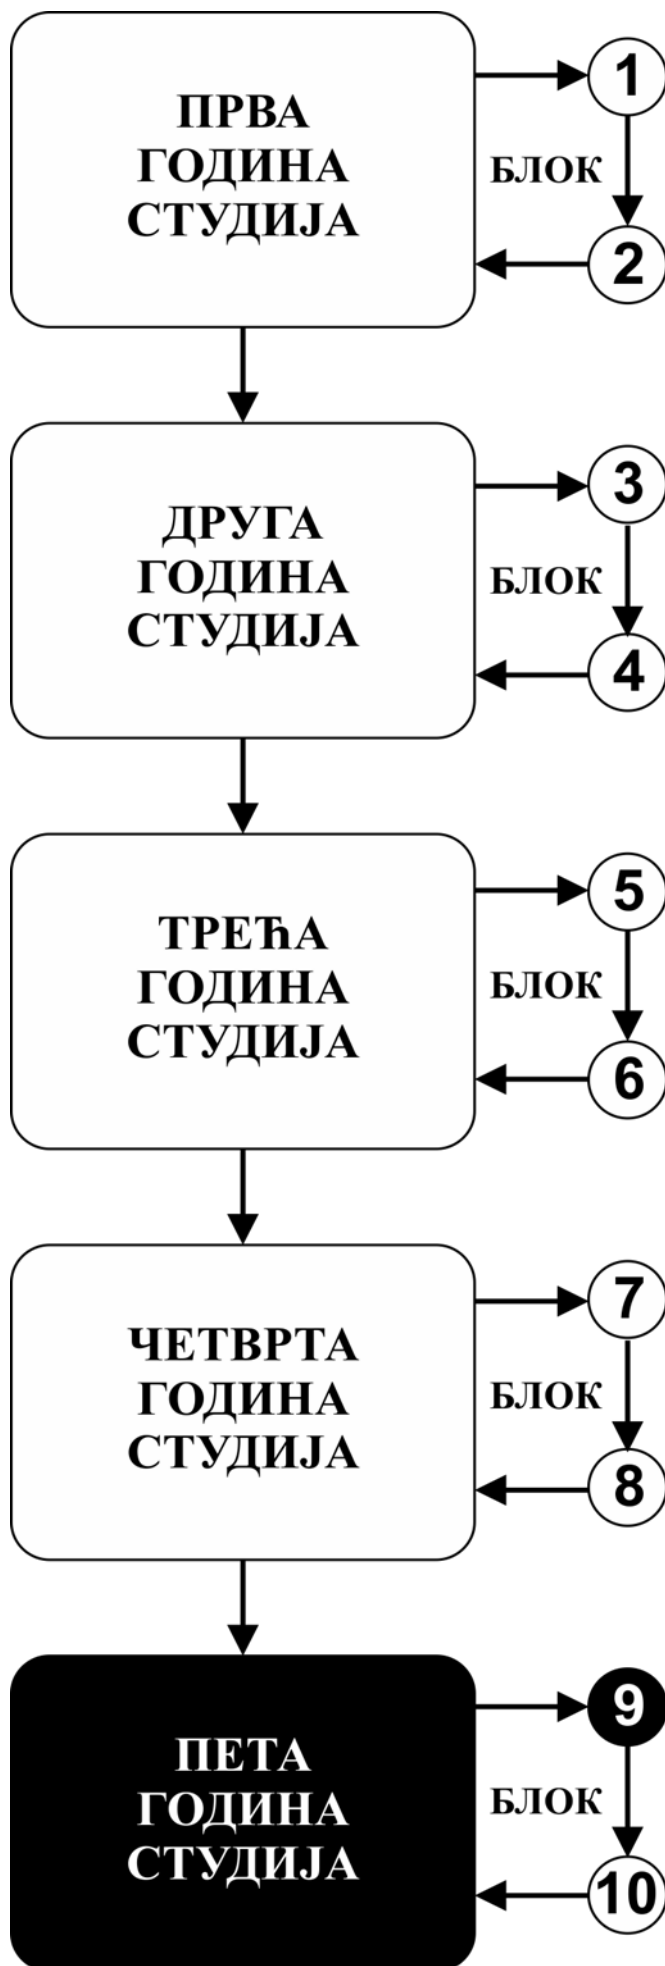 ПРВА
ГОДИНА
СТУДИЈА
1
БЛОК
2
ДРУГА
ГОДИНА
СТУДИЈА
3
БЛОК
4
ТРЕЋА
ГОДИНА
СТУДИЈА
5
БЛОК
6
ЧЕТВРТА
ГОДИНА
СТУДИЈА
7
БЛОК
8
ПЕТА
ГОДИНА
СТУДИЈА
9
БЛОК
10